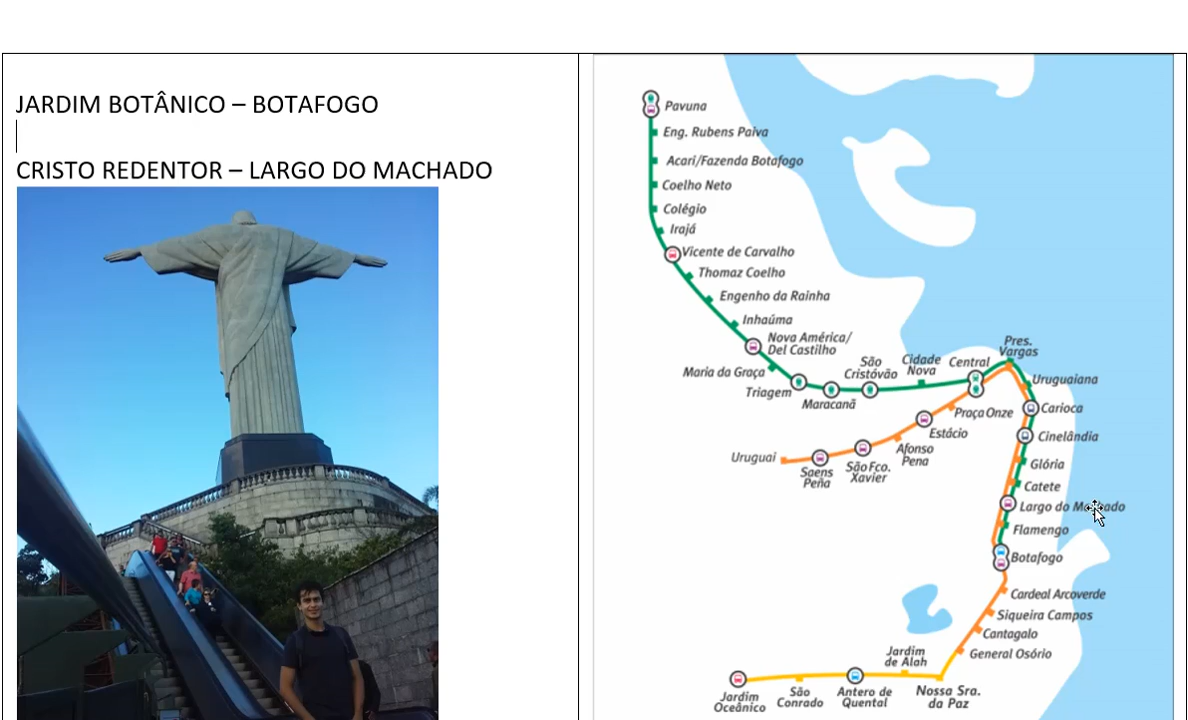 JARDIM BOTÂNICO – BOTAFOGO
CRISTO REDENTOR – LARGO DO MACHADO
Pavuna
Eng. Rubens Paiva
Acari/Fazenda Botafogo
Coelho Neto
Colégio
Irajá
Vicente de Carvalho
Thomaz Coelho
Engenho da Rainha
Inhaúma
Nova América/
Del Castilho
Maria da Graça
Triagem
Maracanã
São
Cristóvão
Cidade
Nova
Central
Pres.
Vargas
Uruguaiana
Carioca
Cinelândia
Glória
Catete
Largo do Machado
Flamengo
Botafogo
Praça Onze
Estácio
Afonso
Pena
São Fco.
Xavier
Saens
Peña
Uruguai
Cardeal Arcoverde
Siqueira Campos
Cantagalo
General Osório
Nossa Sra.
da Paz
Jardim
de Alah
Antero de
Quental
São
Conrado
Jardim
Oceânico